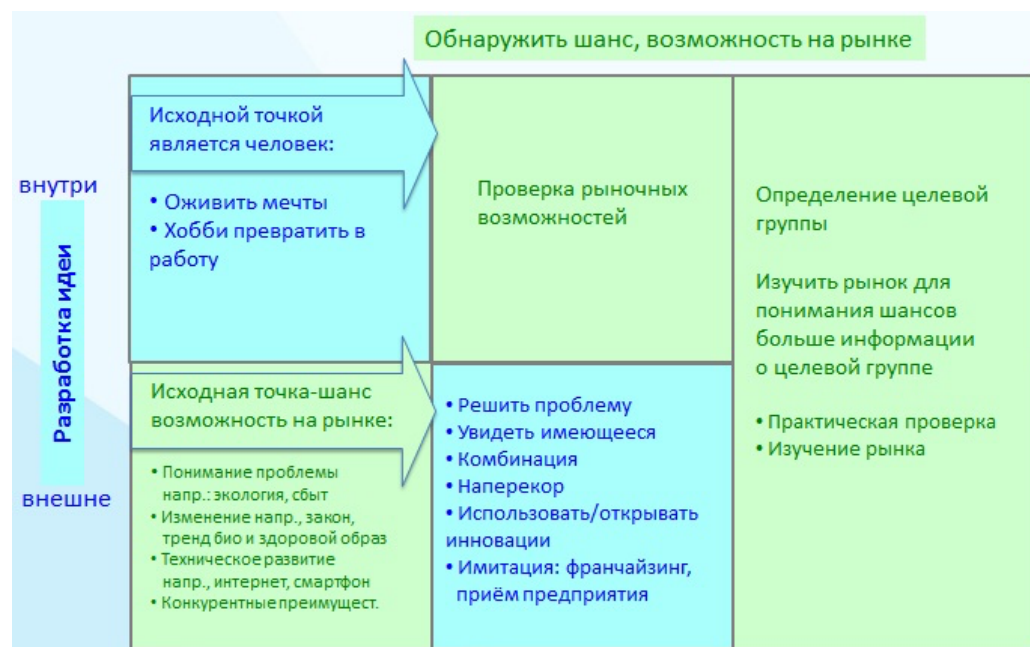 Обнаружить шанс, возможность на рынке
внутри
Разработка идеи
внешне
Исходной точкой
является человек:
• Оживить мечты
• Хобби превратить в
работу
Проверка рыночных
возможностей
Исходная точка-шанс
возможность на рынке:
• Понимание проблемы
напр.: экология, сбыт
• Изменение напр., закон,
тренд био и здоровой образ
• Техническое развитие
напр., интернет, смартфон
• Конкурентные преимущест.
• Решить проблему
• Увидеть имеющееся
• Комбинация
• Наперекор
• Использовать/открывать
инновации
• Имитация: франчайзинг,
приём предприятия
Определение целевой
группы
Изучить рынок для
понимания шансов
больше информации
о целевой группе
• Практическая проверка
• Изучение рынка